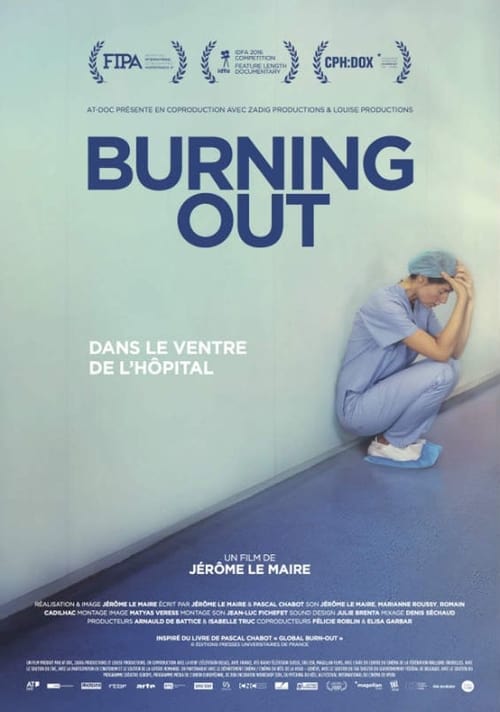 FIPA
IDFA 2016
COMPETITION
FEATURE LENGTH
DOCUMENTARY
CPH:DOX
AT-DOC PRÉSENTE EN COPRODUCTION AVEC ZADIG PRODUCTIONS & LOUISE PRODUCTIONS
BURNING
OUT
DANS LE VENTRE
DE L'HÔPITAL
UN FILM DE
JÉRÔME LE MAIRE
RÉALISATION & IMAGE JÉRÔME LE MAIRE ÉCRIT PAR JÉRÔME LE MAIRE & PASCAL CHABOT SON JÉRÔME LE MAIRE, MARIANNE ROUSSY, ROMAIN
CADILHAC MONTAGE IMAGE MATYAS VERESS MONTAGE SON JEAN-LUC FICHEFET SOUND DESIGN JULIE BRENTA MIXAGE DENIS SÉCHAUD
PRODUCTEURS ARNAULD DE BATTICE & ISABELLE TRUC COPRODUCTEURS FÉLICIE ROBLIN & ELISA GARBAR
INSPIRÉ DU LIVRE DE PASCAL CHABOT « GLOBAL BURN-OUT »
© ÉDITIONS PRESSES UNIVERSITAIRES DE FRANCE